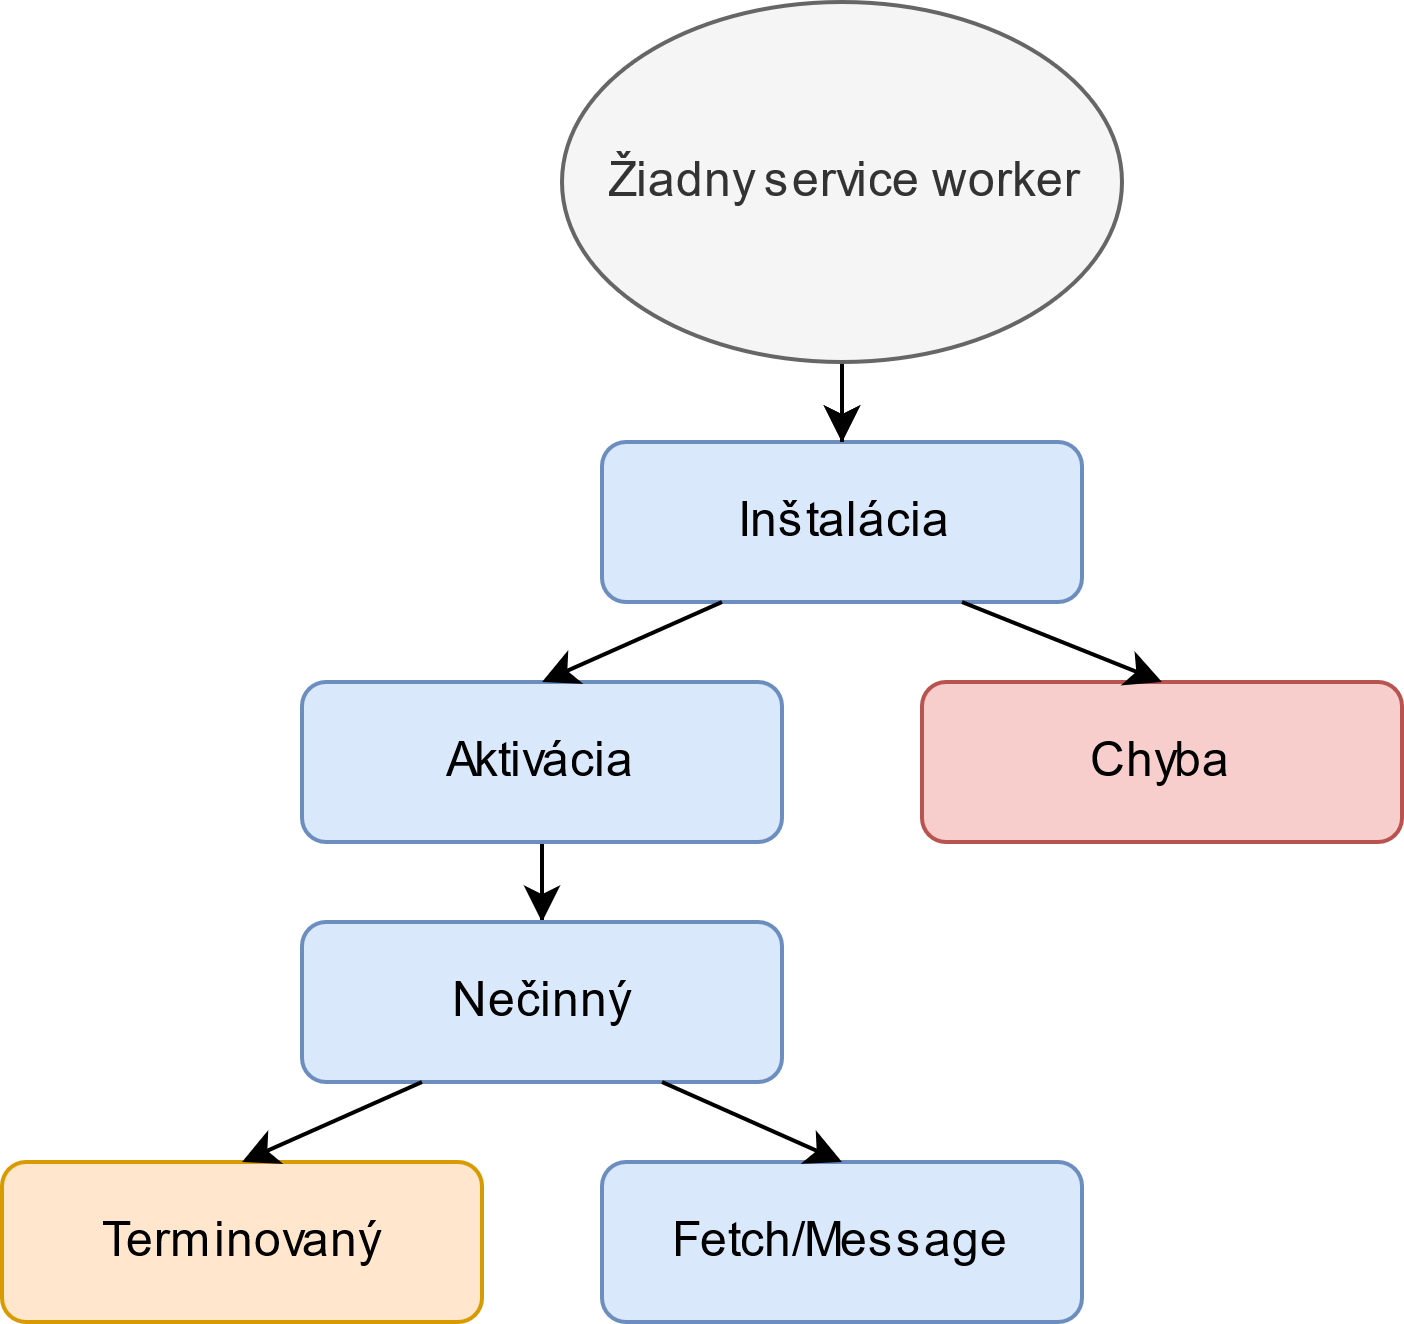 Žiadny service worker
Inštalácia
Aktivácia
Chyba
Nečinný
Terminovaný
Fetch/Message